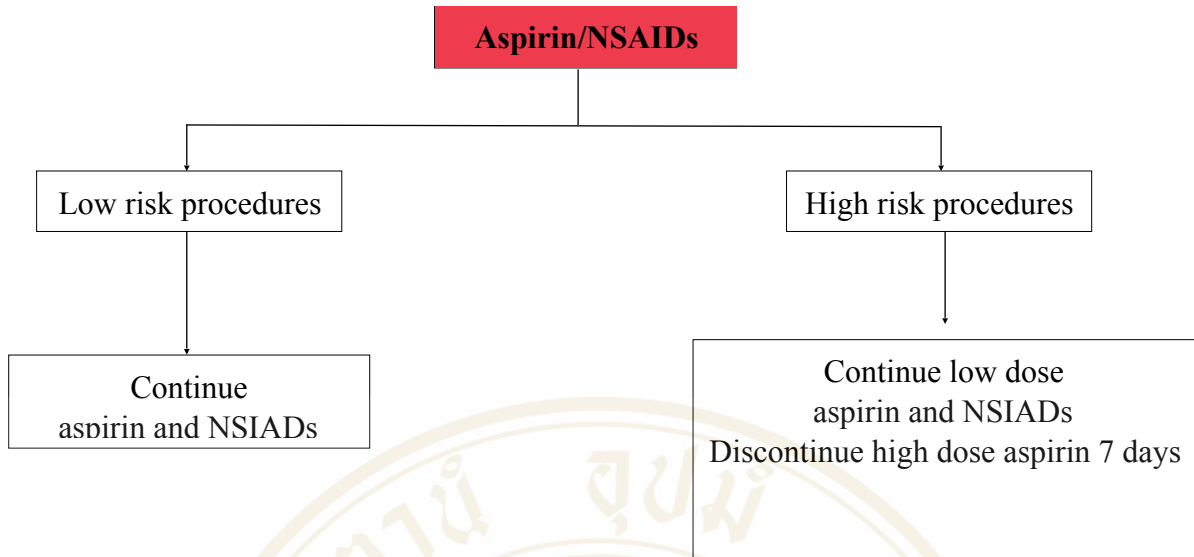 Aspirin/NSAIDs
Low risk procedures
High risk procedures
Continue
aspirin and NSIADs
Continue low dose
aspirin and NSIADs
Discontinue high dose aspirin 7 days